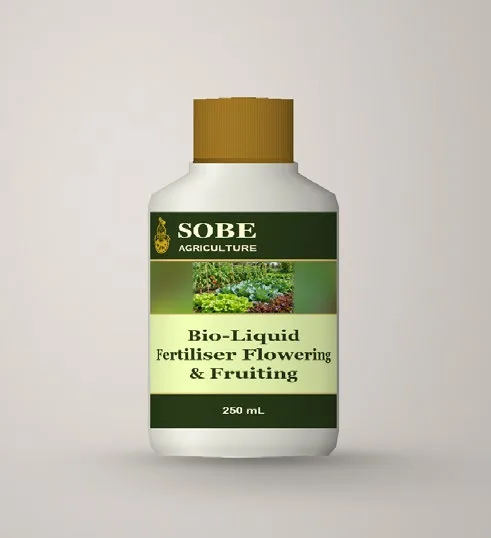 SOBE
AGRICULTURE
Bio-Liquid
Fertiliser Flowering
& Fruiting
250 mL